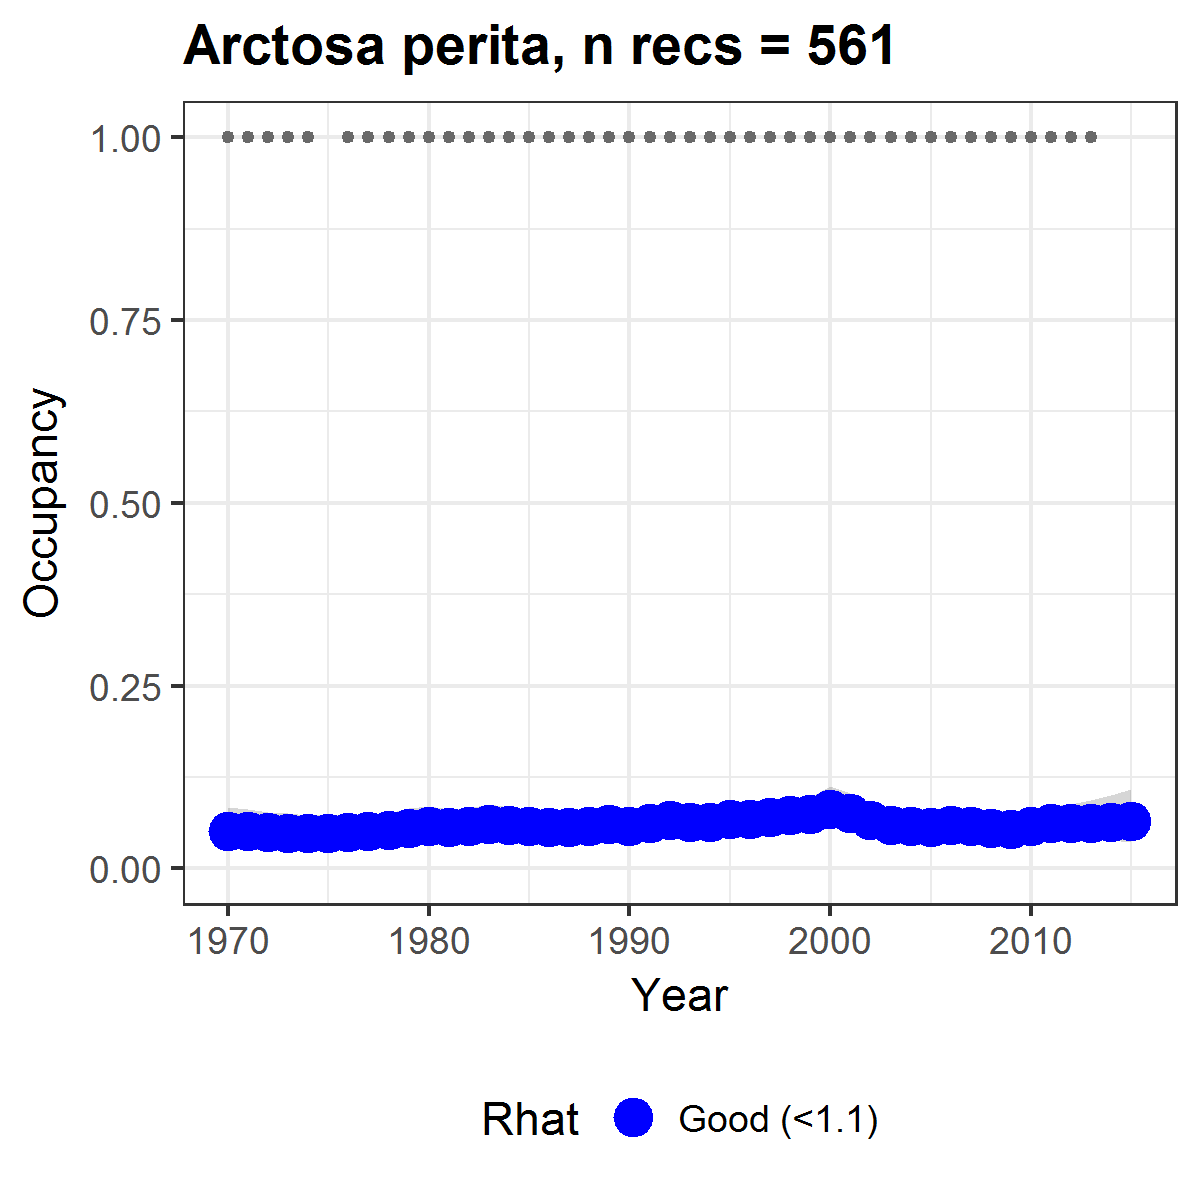 Arctosa perita, n recs = 561
1.00
0.75
0.50
0.25
0.00
Occupancy
1970 1980 1990 2000 2010
Year
Rhat Good (<1.1)